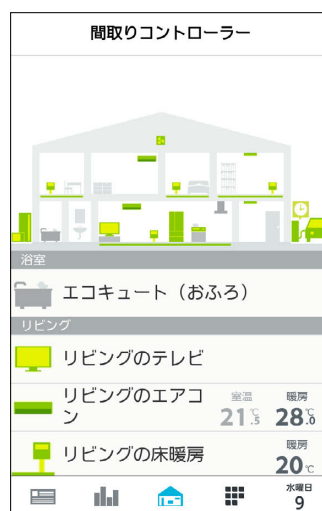 間取りコントローラー
浴室
エコキュート（おふろ）
リビング
リビングのテレビ
リビングのエアコ
ン
室温
21℃.5
暖房
28℃.0
リビングの床暖房
暖房
20℃
水曜日
9